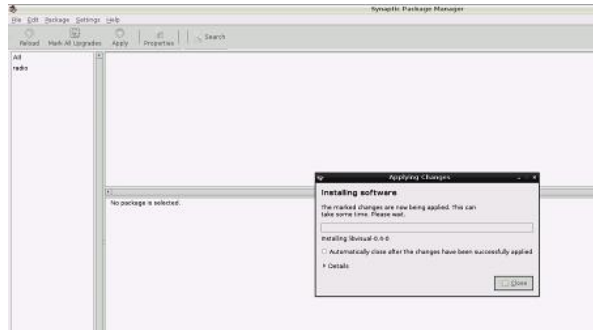 Synaptic Package Manager
File Edit Package Settings Help
Reload Mark All Upgrades Apply Properties Search
All
radio
No package is selected.
Applying Changes
Installing software
The marked changes are now being applied. This can
take some time. Please wait.
Installing libvisual-0.4-0
Automatically close after the changes have been successfully applied
Details
Close